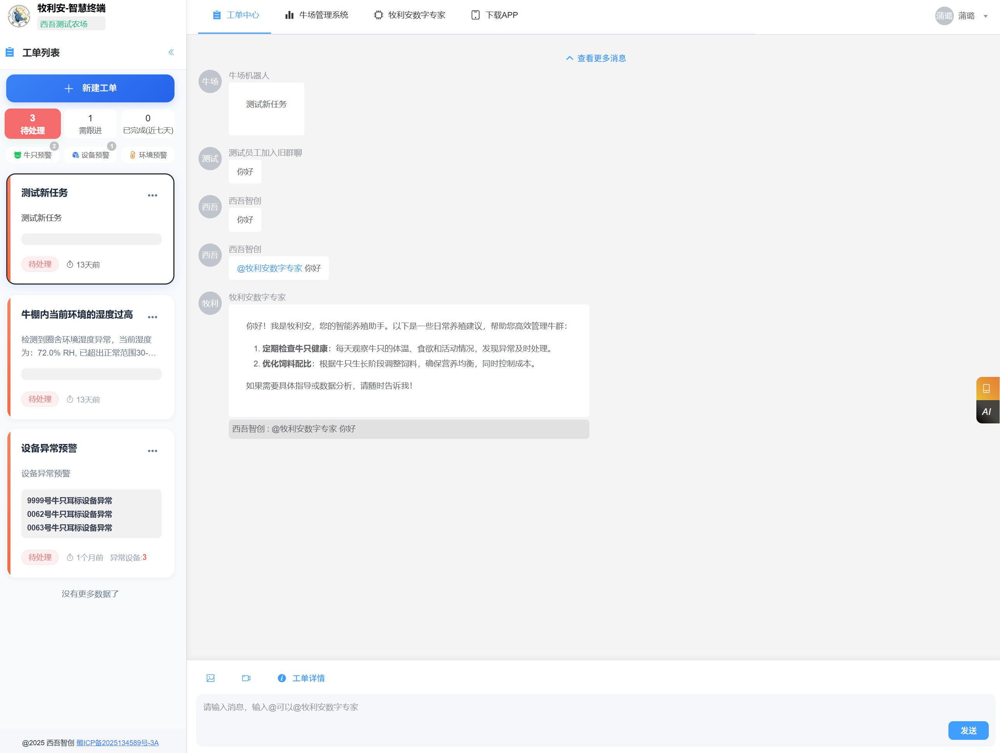 牧利安-智慧终端
西吾测试农场
工单中心
牛场管理系统
牧利安数字专家
下载APP
蒲璐
蒲璐
工单列表
新建工单
3
待处理
1
需跟进
0
已完成(近七天)
牛只预警
2
设备预警
1
环境预警
测试新任务
测试新任务
待处理
13天前
牛棚内当前环境的湿度过高
检测到圈舍环境湿度异常，当前湿度
为：72.0% RH, 已超出正常范围30-...
待处理
13天前
设备异常预警
设备异常预警
9999号牛只耳标设备异常
0062号牛只耳标设备异常
0063号牛只耳标设备异常
待处理
1个月前
异常设备:3
没有更多数据了
@2025 西吾智创 蜀ICP备2025134589号-3A
查看更多消息
牛场
牛场机器人
测试新任务
测试
测试员工加入旧群聊
你好
西吾
西吾智创
你好
西吾
西吾智创
@牧利安数字专家 你好
牧利
牧利安数字专家
你好！我是牧利安，您的智能养殖助手。以下是一些日常养殖建议，帮助您高效管理牛群：
1. 定期检查牛只健康：每天观察牛只的体温、食欲和活动情况，发现异常及时处理。
2. 优化饲料配比：根据牛只生长阶段调整饲料，确保营养均衡，同时控制成本。
如果需要具体指导或数据分析，请随时告诉我！
西吾智创 : @牧利安数字专家 你好
AI
工单详情
请输入消息，输入@可以@牧利安数字专家
发送